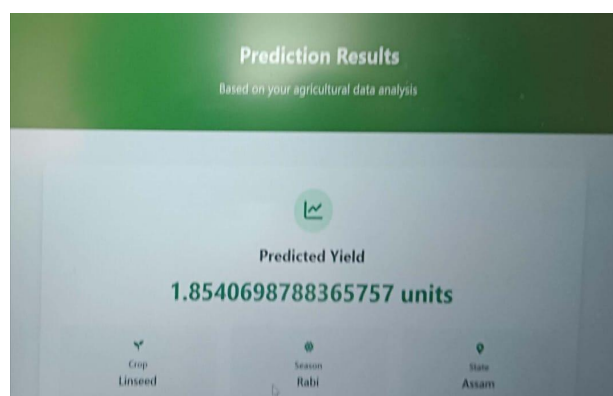 Prediction Results
Based on your agricultural data analysis
Predicted Yield
1.8540698788365757 units
Crop
Season
State
Linseed
Rabi
Assam